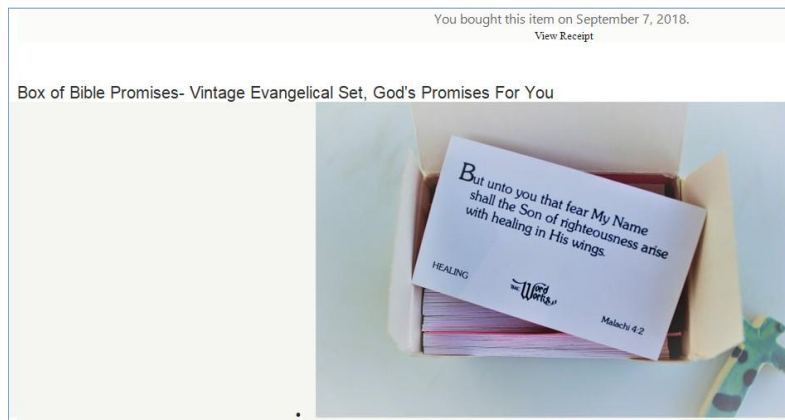 You bought this item on September 7, 2018.
View Receipt
Box of Bible Promises- Vintage Evangelical Set, God's Promises For You
But unto you that fear My Name
shall the Son of righteousness arise
with healing in His wings.
HEALING
THE Word
Works
Malachi 4:2